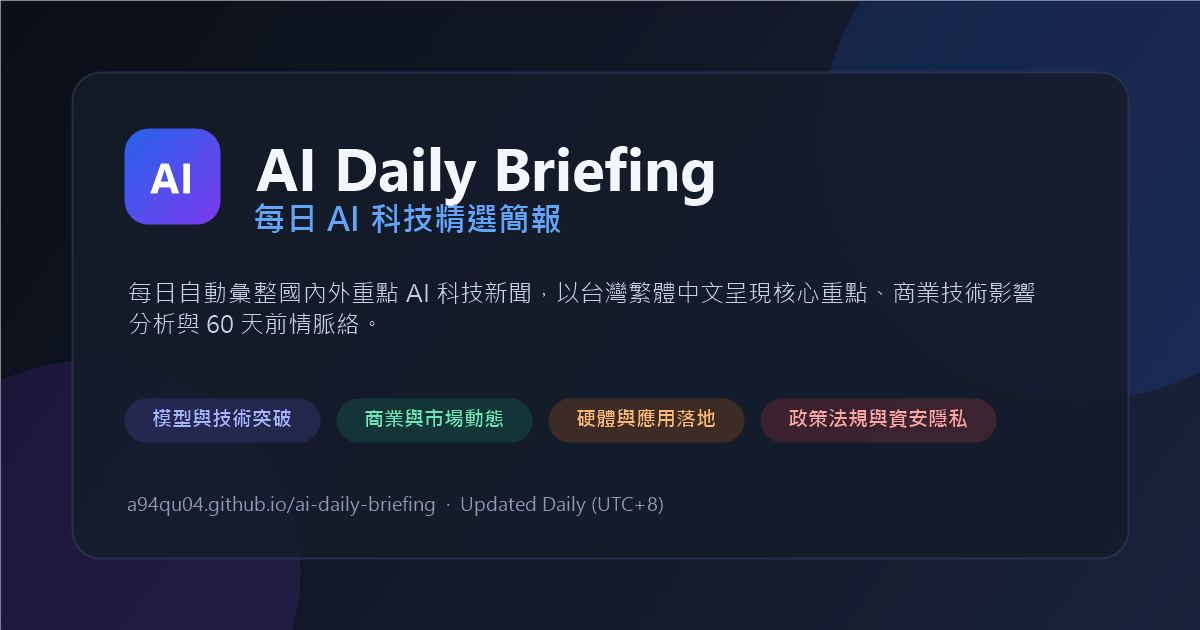 AI
AI Daily Briefing
每日 AI 科技精選簡報
每日自動彙整國內外重點 AI 科技新聞，以台灣繁體中文呈現核心重點、商業技術影響
分析與 60 天前情脈絡。
模型與技術突破
商業與市場動態
硬體與應用落地
政策法規與資安隱私
a94qu04.github.io/ai-daily-briefing · Updated Daily (UTC+8)